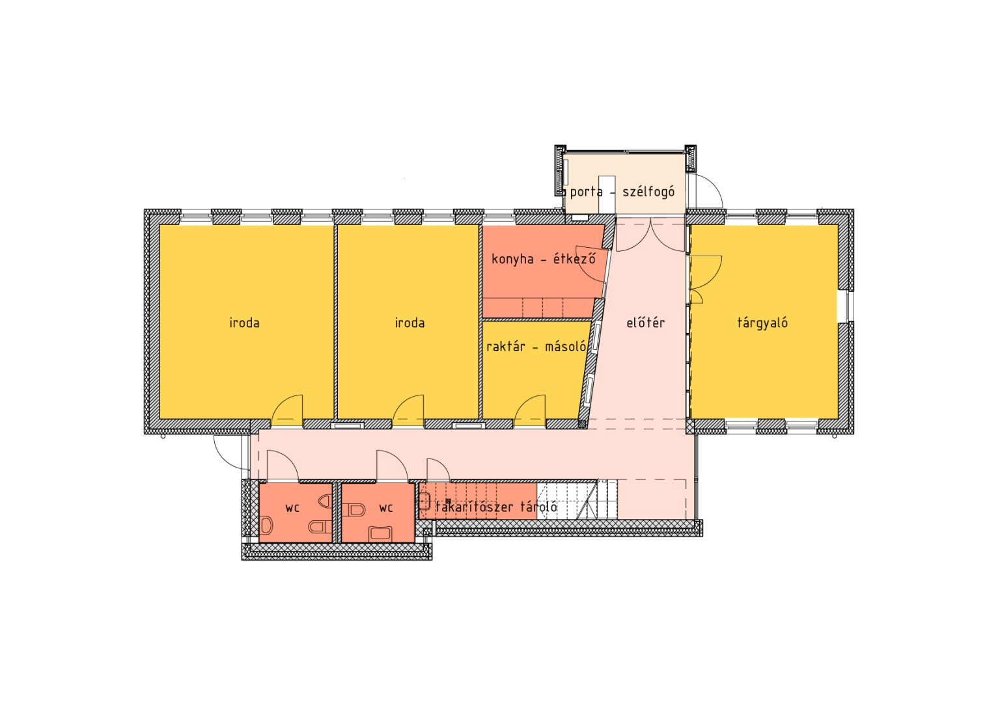 porta - szélfogó
konyha - étkező
iroda
iroda
előtér
tárgyaló
raktár - másoló
wc
wc
takarítószer tároló